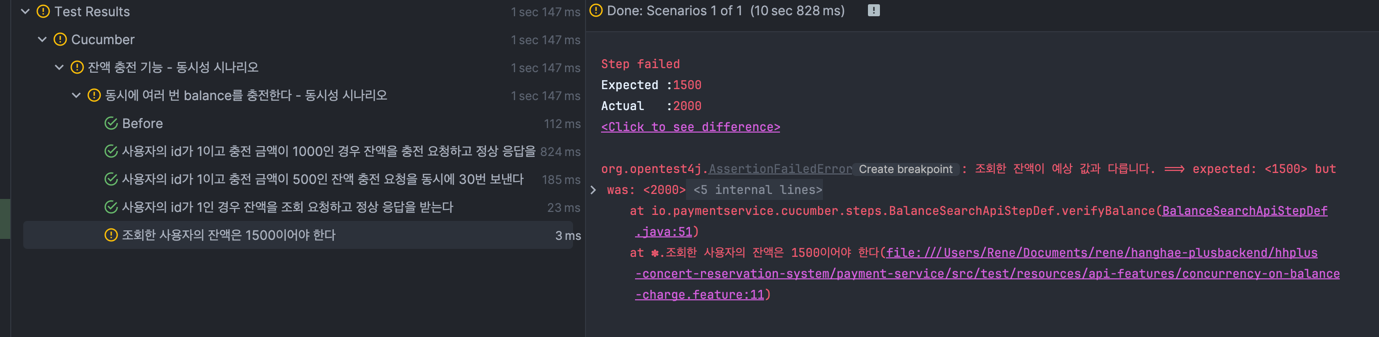 Test Results 1 sec 147 ms
Cucumber 1 sec 147 ms
잔액 충전 기능 - 동시성 시나리오 1 sec 147 ms
동시에 여러 번 balance를 충전한다 - 동시성 시나리오 1 sec 147 ms
Before 112 ms
사용자의 id가 1이고 충전 금액이 1000인 경우 잔액을 충전 요청하고 정상 응답을 824 ms
사용자의 id가 1이고 충전 금액이 500인 잔액 충전 요청을 동시에 30번 보낸다 185 ms
사용자의 id가 1인 경우 잔액을 조회 요청하고 정상 응답을 받는다 23 ms
조회한 사용자의 잔액은 1500이어야 한다 3 ms
Done: Scenarios 1 of 1 (10 sec 828 ms)
Step failed
Expected :1500
Actual :2000
<Click to see difference>
org.opentest4j.AssertionFailedError Create breakpoint : 조회한 잔액이 예상 값과 다릅니다. ==> expected: <1500> but
was: <2000> <5 internal lines>
at io.paymentservice.cucumber.steps.BalanceSearchApiStepDef.verifyBalance(BalanceSearchApiStepDef
.java:51)
at ✽.조회한 사용자의 잔액은 1500이어야 한다(file:///Users/Rene/Documents/rene/hanghae-plusbackend/hhplus
-concert-reservation-system/payment-service/src/test/resources/api-features/concurrency-on-balance
-charge.feature:11)